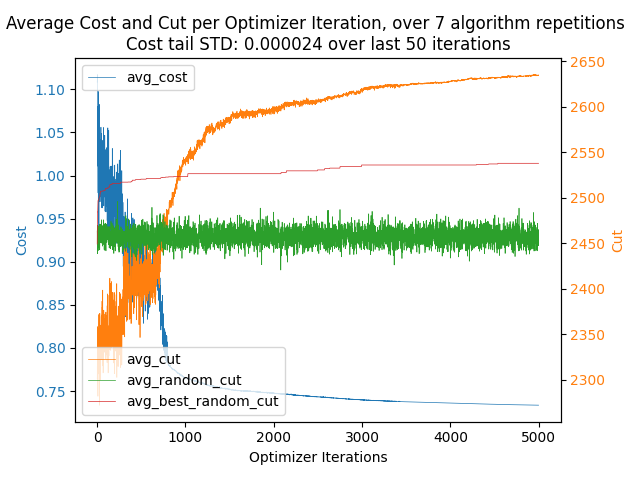 Average Cost and Cut per Optimizer Iteration, over 7 algorithm repetitions
Cost tail STD: 0.000024 over last 50 iterations
avg_cost
1.10
1.05
1.00
0.95
0.90
0.85
0.80
0.75
Cost
2650
2600
2550
2500
2450
2400
2350
2300
Cut
avg_cut
avg_random_cut
avg_best_random_cut
0
1000
2000
3000
4000
5000
Optimizer Iterations